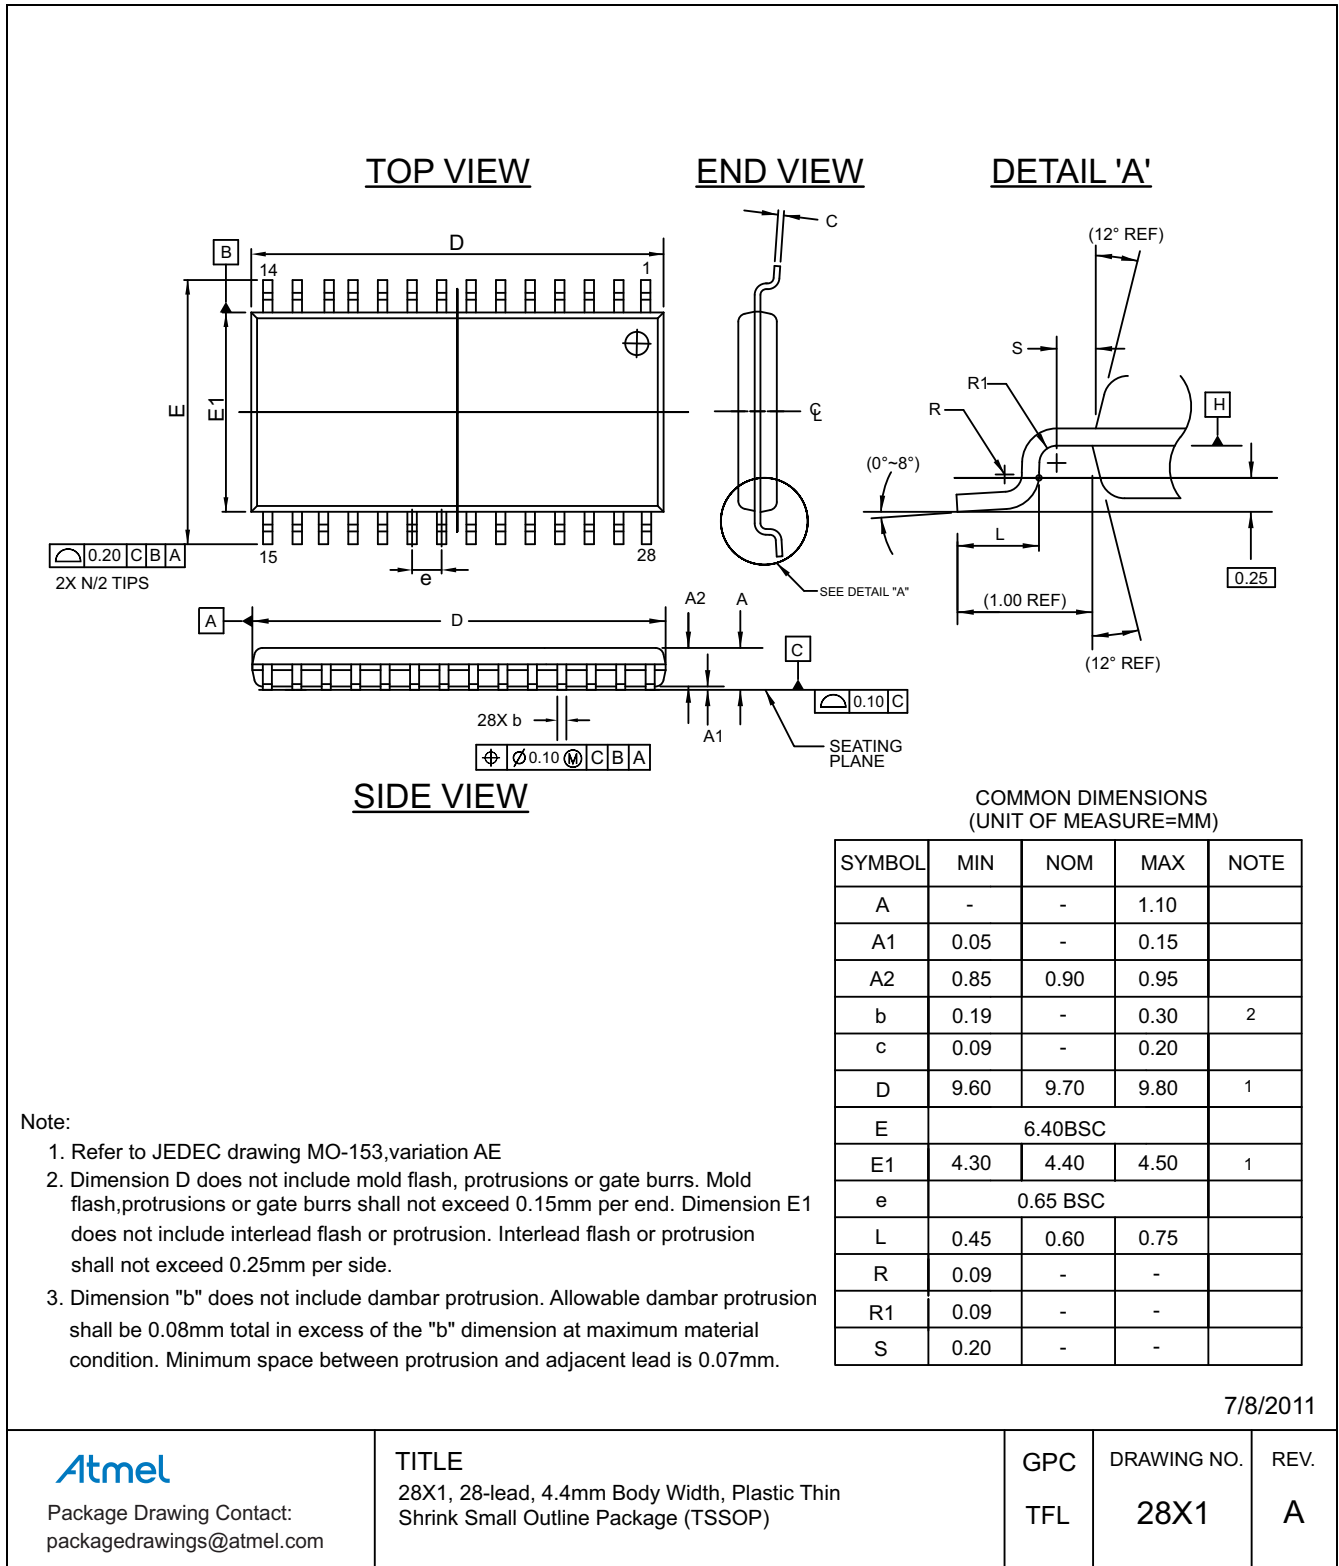 TOP VIEW
END VIEW
DETAIL 'A'
B
D
14
1
E
E1
15
28
e
0.20 C B A
2X N/2 TIPS
C
℄
SEE DETAIL "A"
(12° REF)
S
R1
R
H
(0°~8°)
L
0.25
(1.00 REF)
(12° REF)
A
D
A2
A
C
0.10 C
28X b
A1
⌖ Ø0.10 Ⓜ C B A
SEATING
PLANE
SIDE VIEW
COMMON DIMENSIONS
(UNIT OF MEASURE=MM)
SYMBOL MIN NOM MAX NOTE
A - - 1.10
A1 0.05 - 0.15
A2 0.85 0.90 0.95
b 0.19 - 0.30 2
c 0.09 - 0.20
D 9.60 9.70 9.80 1
E 6.40BSC
E1 4.30 4.40 4.50 1
e 0.65 BSC
L 0.45 0.60 0.75
R 0.09 - -
R1 0.09 - -
S 0.20 - -
Note:
1. Refer to JEDEC drawing MO-153,variation AE
2. Dimension D does not include mold flash, protrusions or gate burrs. Mold
flash,protrusions or gate burrs shall not exceed 0.15mm per end. Dimension E1
does not include interlead flash or protrusion. Interlead flash or protrusion
shall not exceed 0.25mm per side.
3. Dimension "b" does not include dambar protrusion. Allowable dambar protrusion
shall be 0.08mm total in excess of the "b" dimension at maximum material
condition. Minimum space between protrusion and adjacent lead is 0.07mm.
7/8/2011
Atmel
Package Drawing Contact:
packagedrawings@atmel.com
TITLE
28X1, 28-lead, 4.4mm Body Width, Plastic Thin
Shrink Small Outline Package (TSSOP)
GPC
TFL
DRAWING NO.
28X1
REV.
A